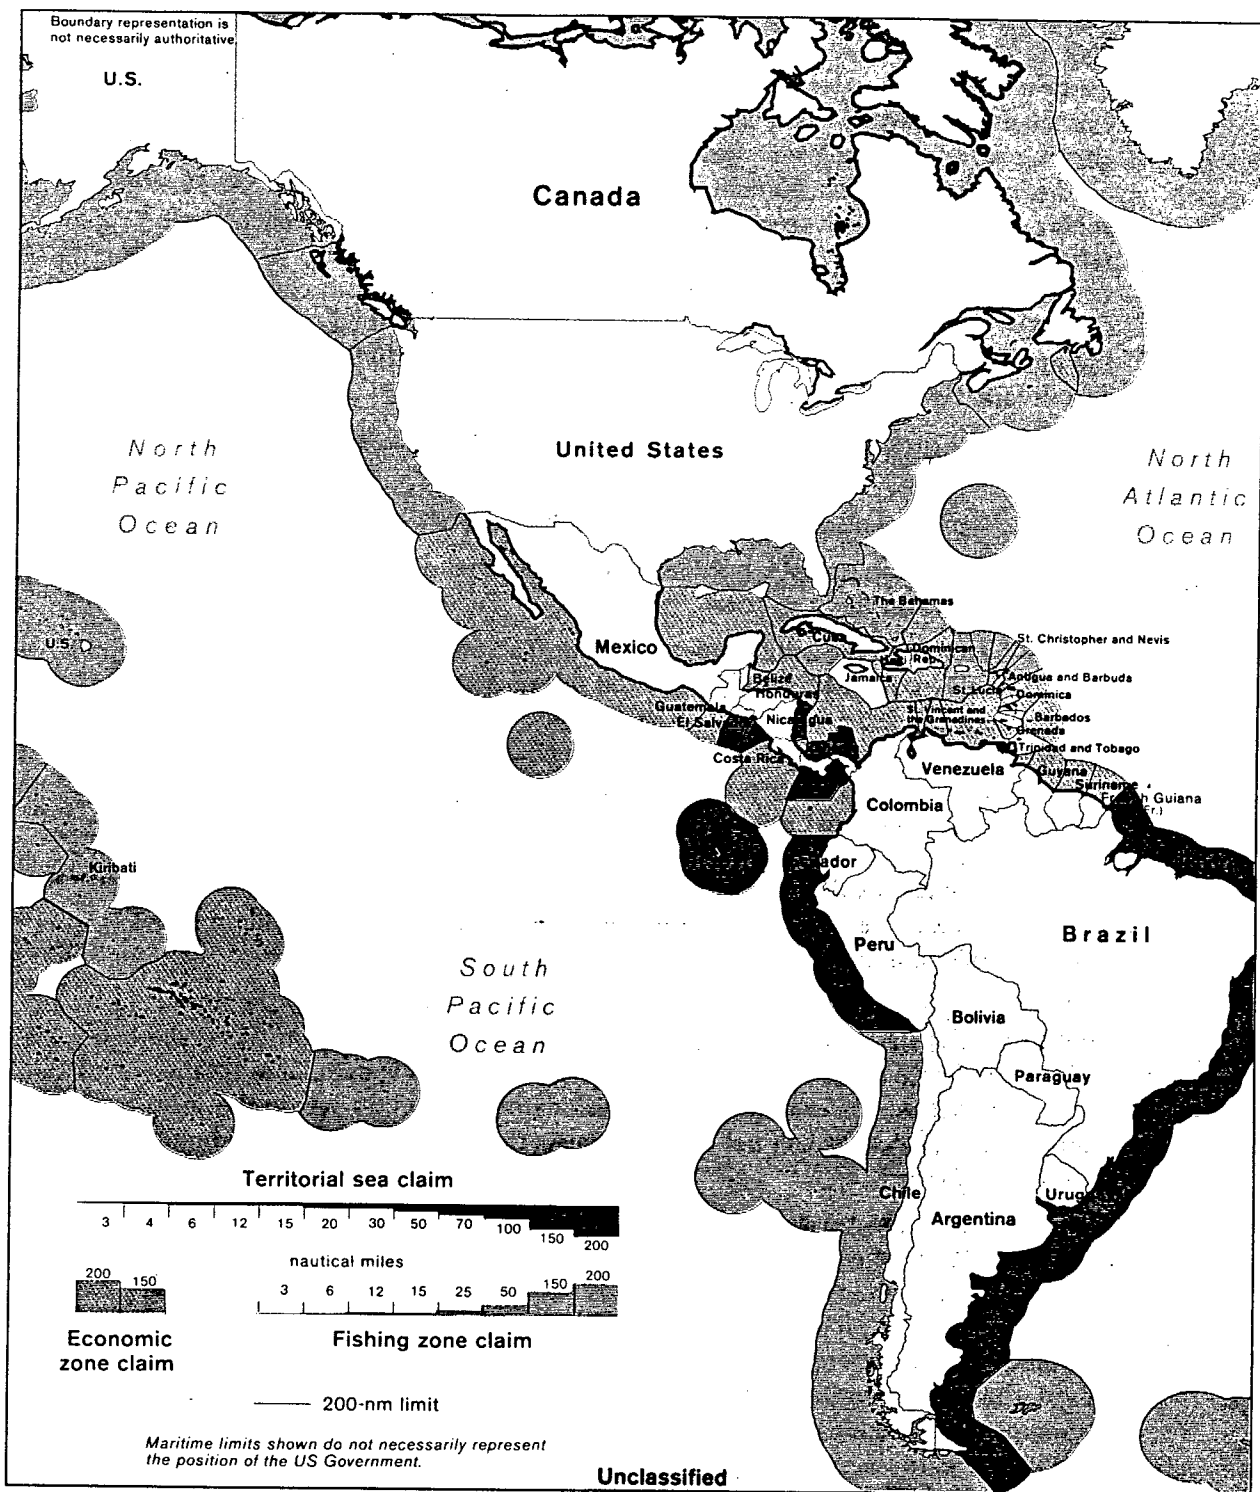 Boundary representation is
not necessarily authoritative.
U.S.
Canada
United States
North
Pacific
Ocean
North
Atlantic
Ocean
The Bahamas
U.S.
Cuba
St. Christopher and Nevis
Mexico
Dominican
Haiti Rep.
Belize
Jamaica
Antigua and Barbuda
Honduras
St. Lucia
Dominica
Guatemala
St. Vincent and
the Grenadines
El Salvador
Nicaragua
Barbados
Grenada
Costa Rica
Trinidad and Tobago
Venezuela
Guyana
Suriname
Guiana
Colombia
Kiribati
Brazil
Peru
South
Pacific
Ocean
Bolivia
Paraguay
Territorial sea claim
Chile
Argentina
3 4 6 12 15 20 30 50 70 100 150 200
nautical miles
200 150
3 6 12 15 25 50 150 200
Economic
zone claim
Fishing zone claim
200-nm limit
Maritime limits shown do not necessarily represent
the position of the US Government.
Unclassified